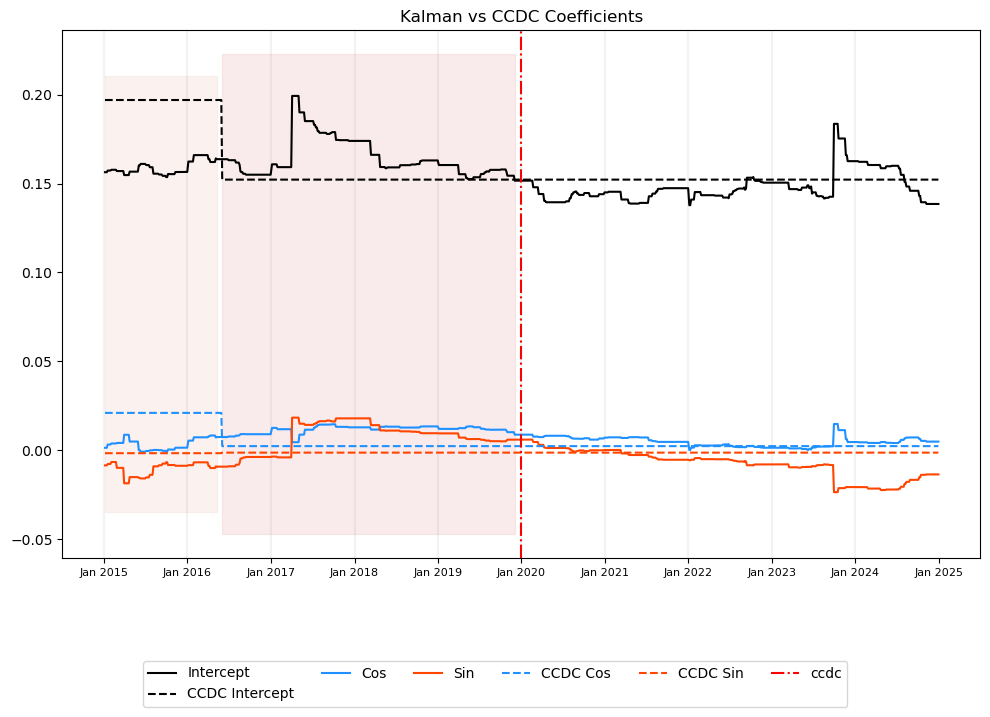 Kalman vs CCDC Coefficients
0.20
0.15
0.10
0.05
0.00
−0.05
Jan 2015 Jan 2016 Jan 2017 Jan 2018 Jan 2019 Jan 2020 Jan 2021 Jan 2022 Jan 2023 Jan 2024 Jan 2025
Intercept Cos Sin CCDC Cos CCDC Sin ccdc
CCDC Intercept